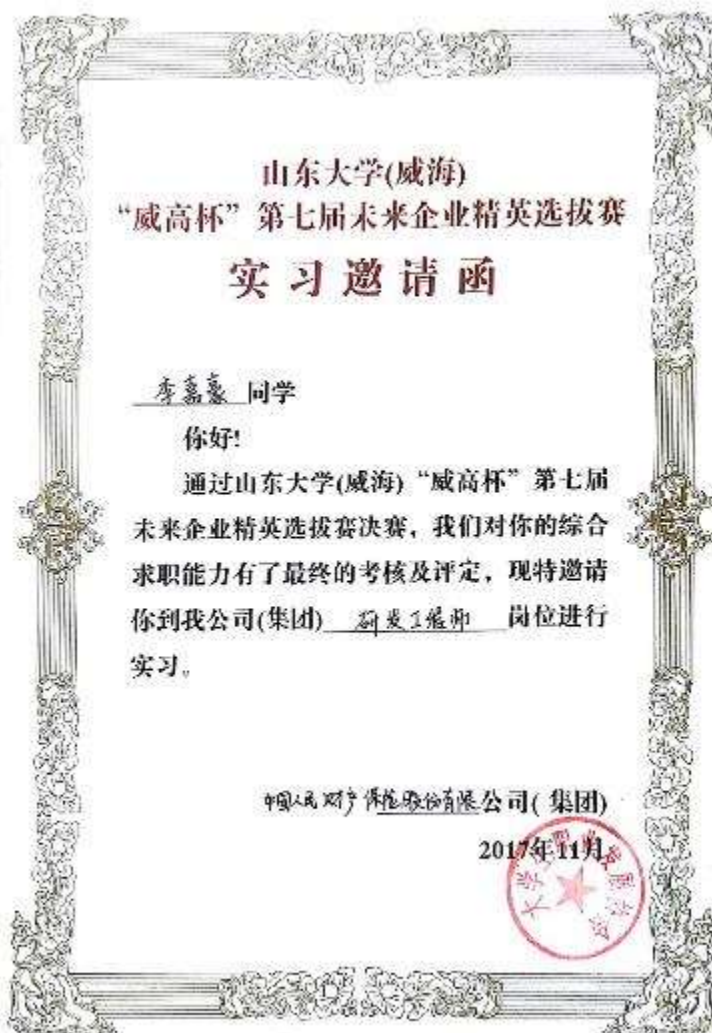 山东大学(威海)
“威高杯”第七届未来企业精英选拔赛
实习邀请函
李嘉豪 同学
你好!
通过山东大学(威海)“威高杯”第七届
未来企业精英选拔赛决赛，我们对你的综合
求职能力有了最终的考核及评定，现特邀请
你到我公司(集团) 研发工程师 岗位进行
实习。
中国人民财产保险股份有限公司(集团)
2017年11月